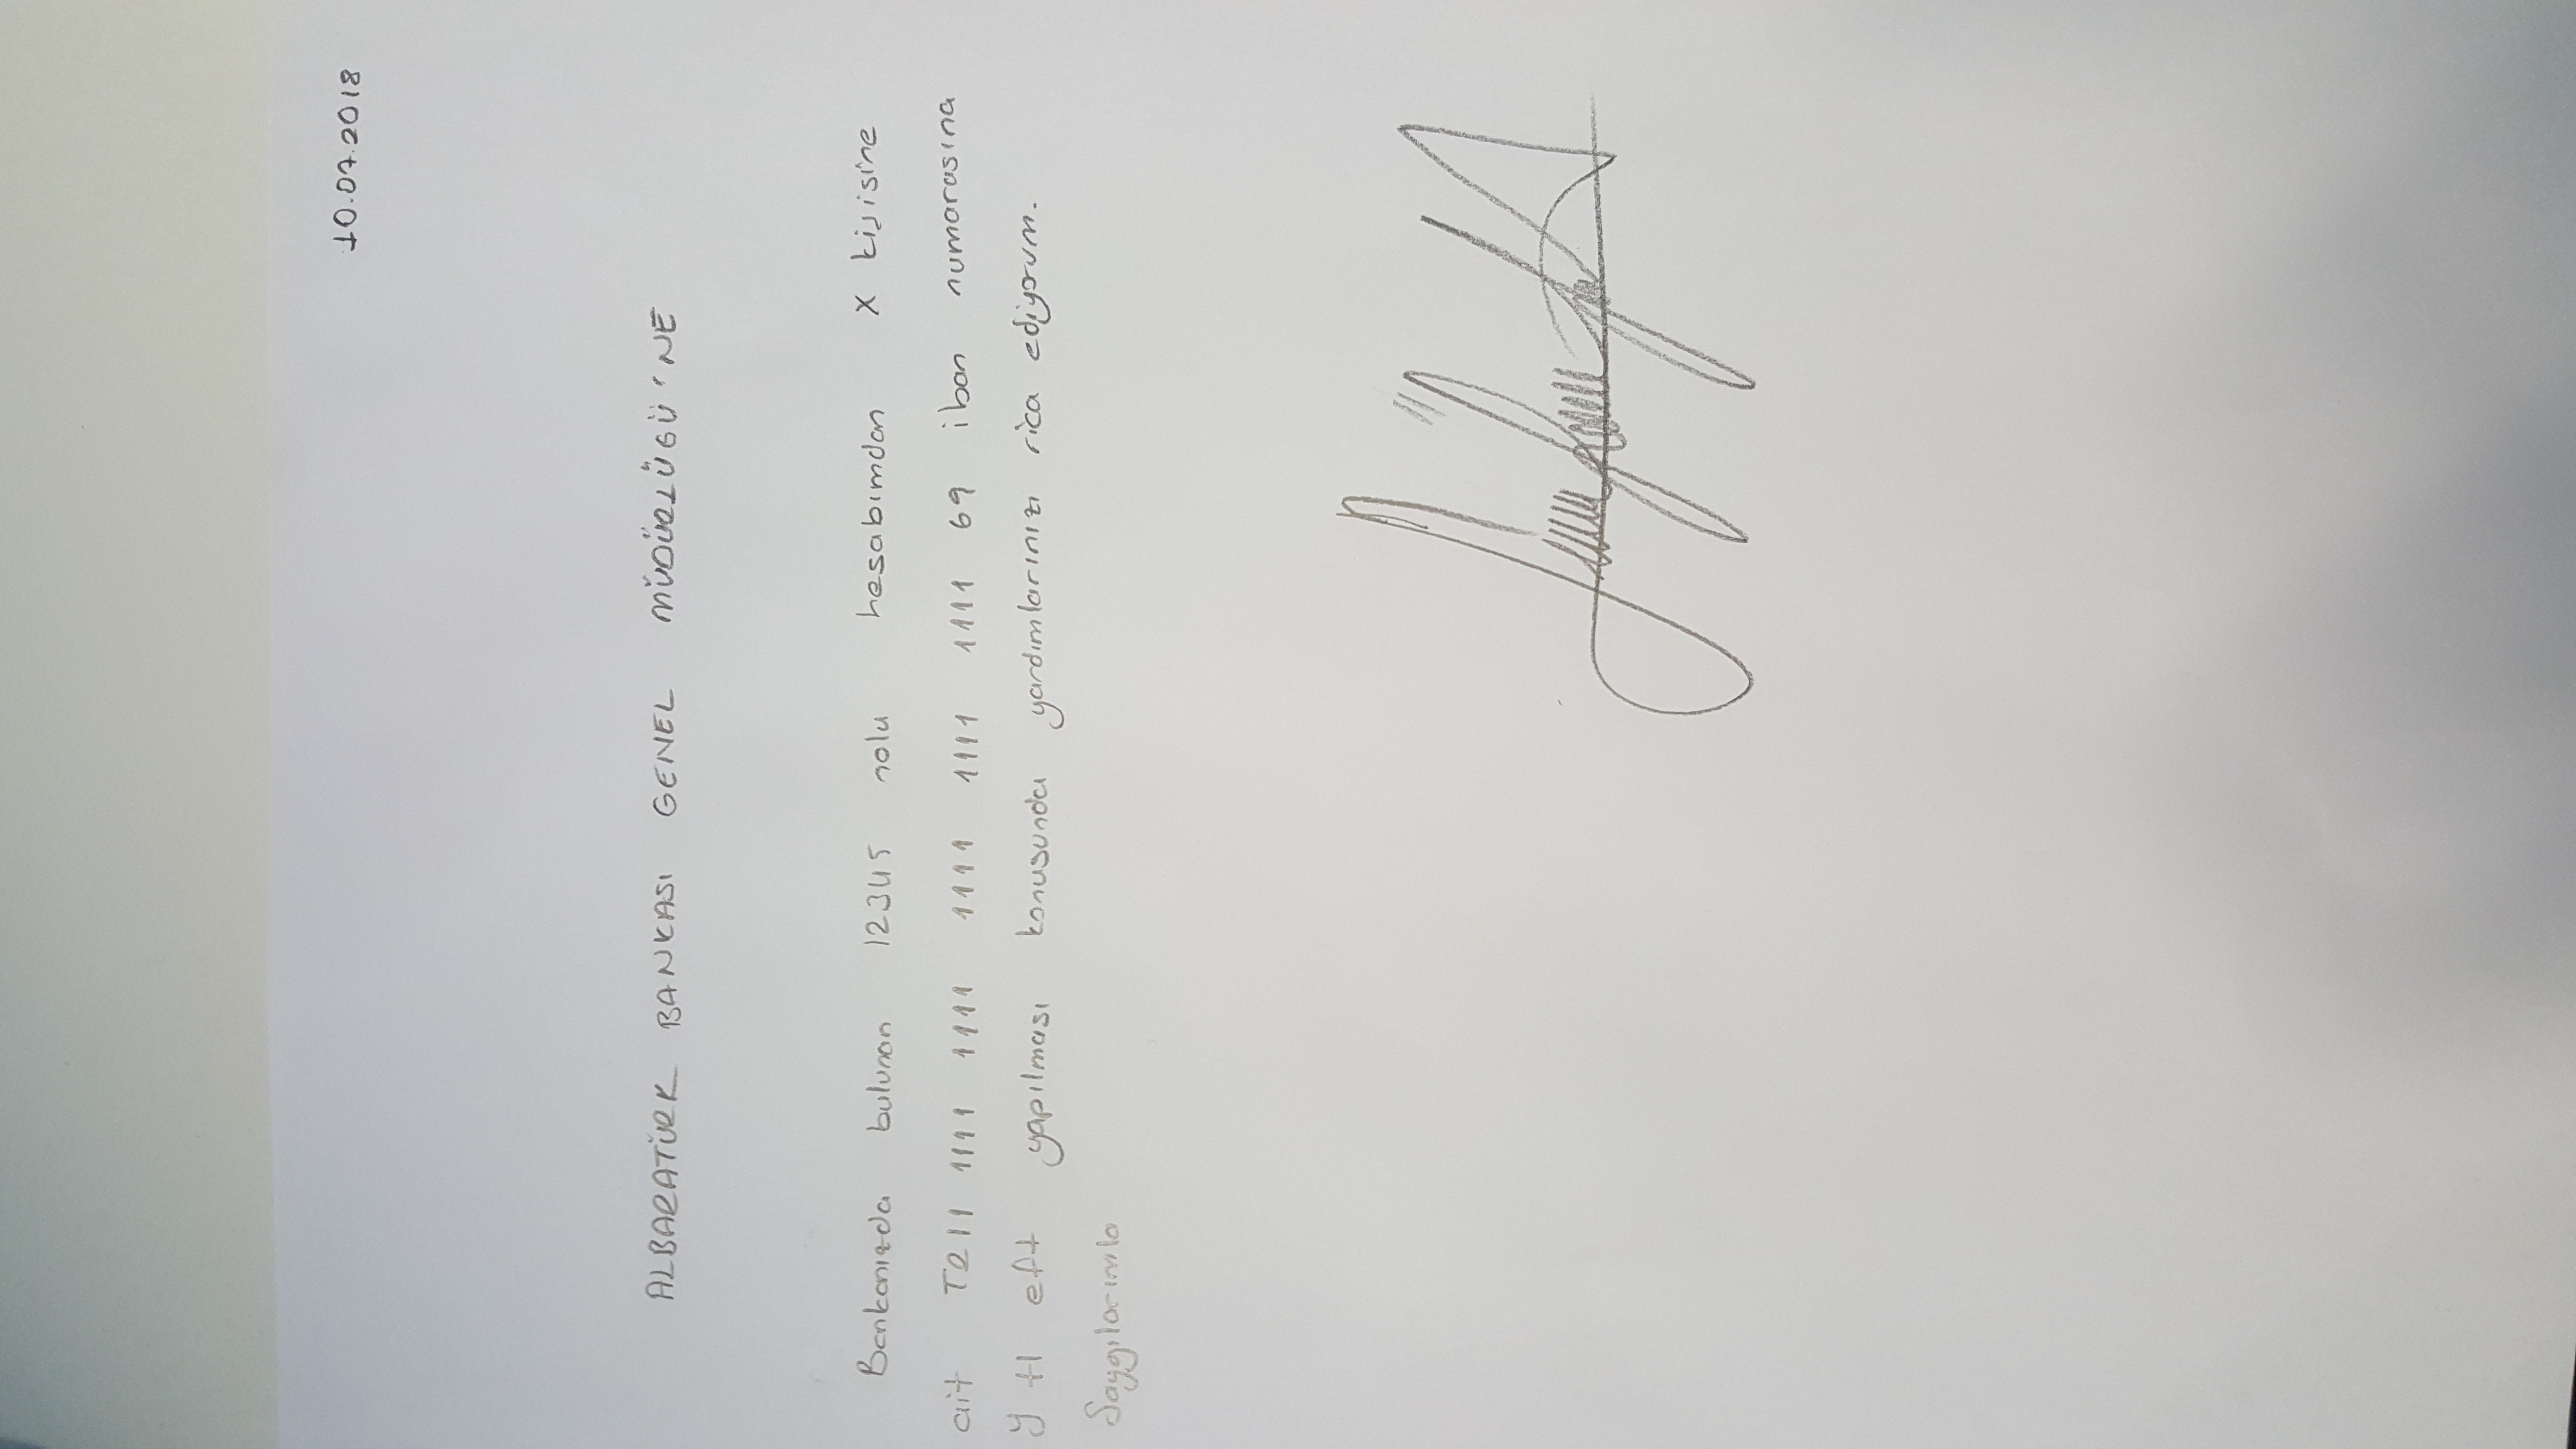 10.07.2018
ALBARATÜRK BANKASI GENEL MÜDÜRLÜGÜ'NE
Bankanızda bulunan 12345 nolu hesabımdan X kişisine
ait TR11 1111 1111 1111 1111 1111 69 iban numarasına
Y tl eft yapılması konusunda yardımlarınızı rica ediyorum.
Saygılarımla